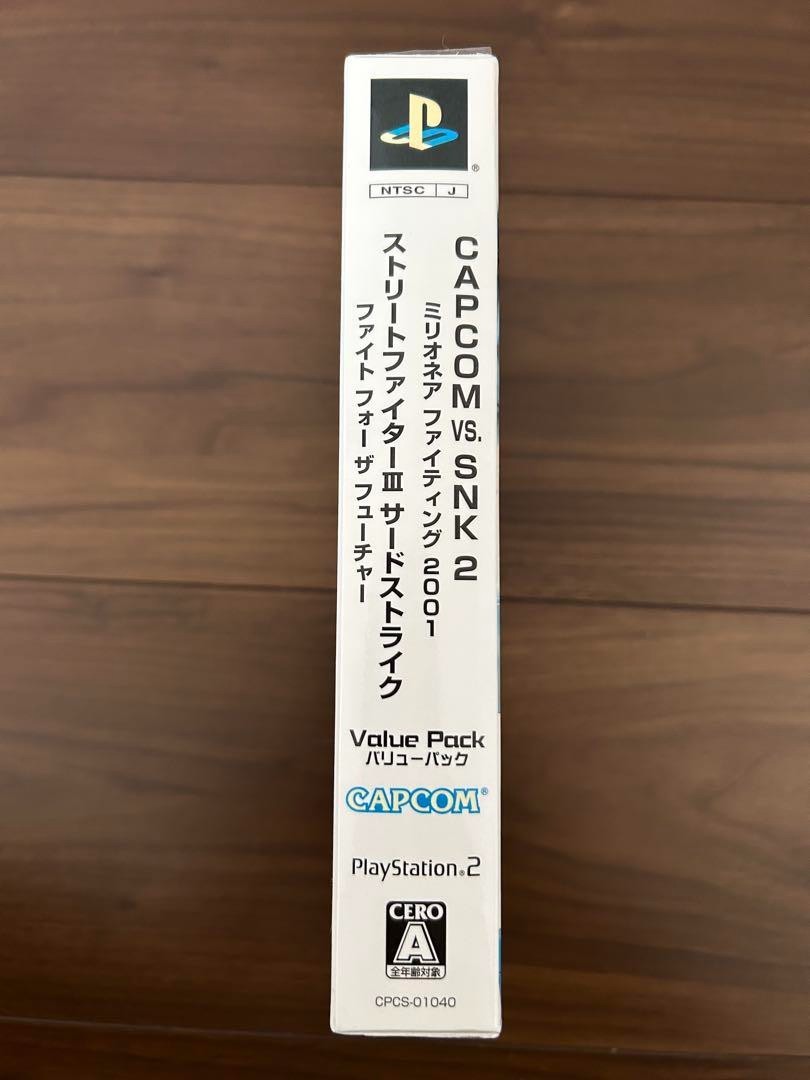 NTSC J
CAPCOM VS. SNK 2
ミリオネア ファイティング 2001
ストリートファイターⅢ サードストライク
ファイト フォー ザ フューチャー
Value Pack
バリューパック
CAPCOM®
PlayStation®2
CERO
A
全年齢対象
CPCS-01040